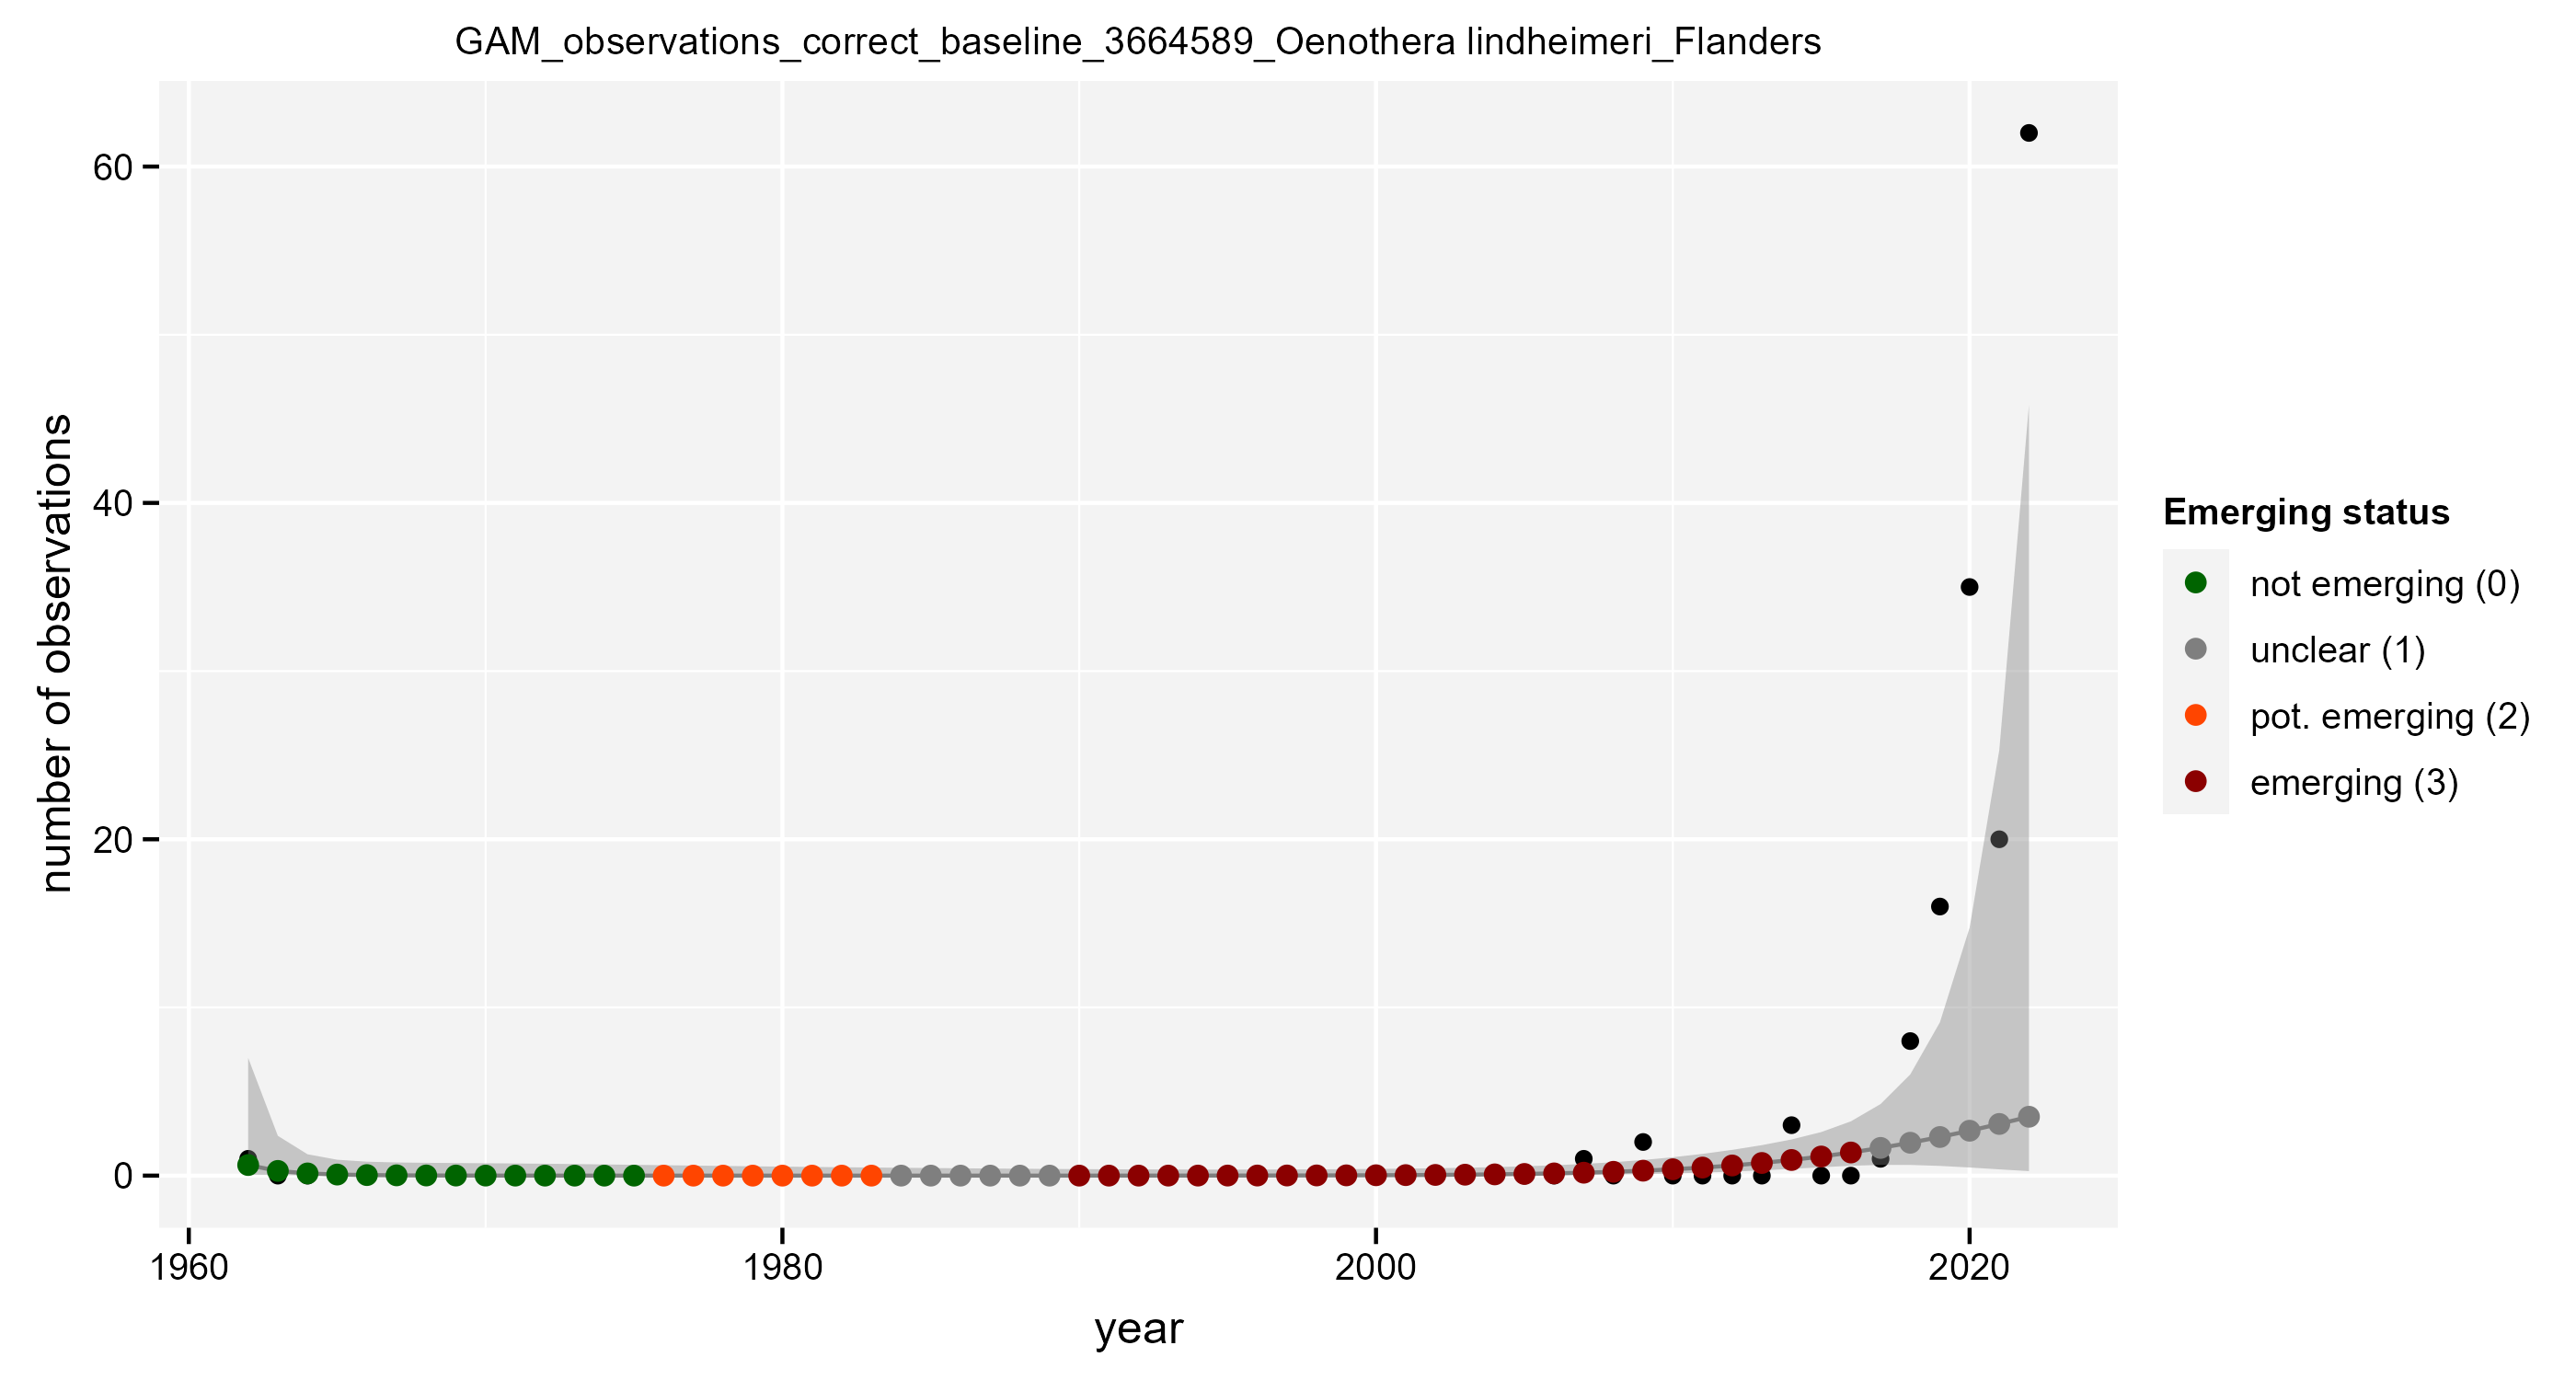 GAM_observations_correct_baseline_3664589_Oenothera lindheimeri_Flanders
number of observations
60
40
20
0
1960
1980
2000
2020
year
Emerging status
not emerging (0)
unclear (1)
pot. emerging (2)
emerging (3)